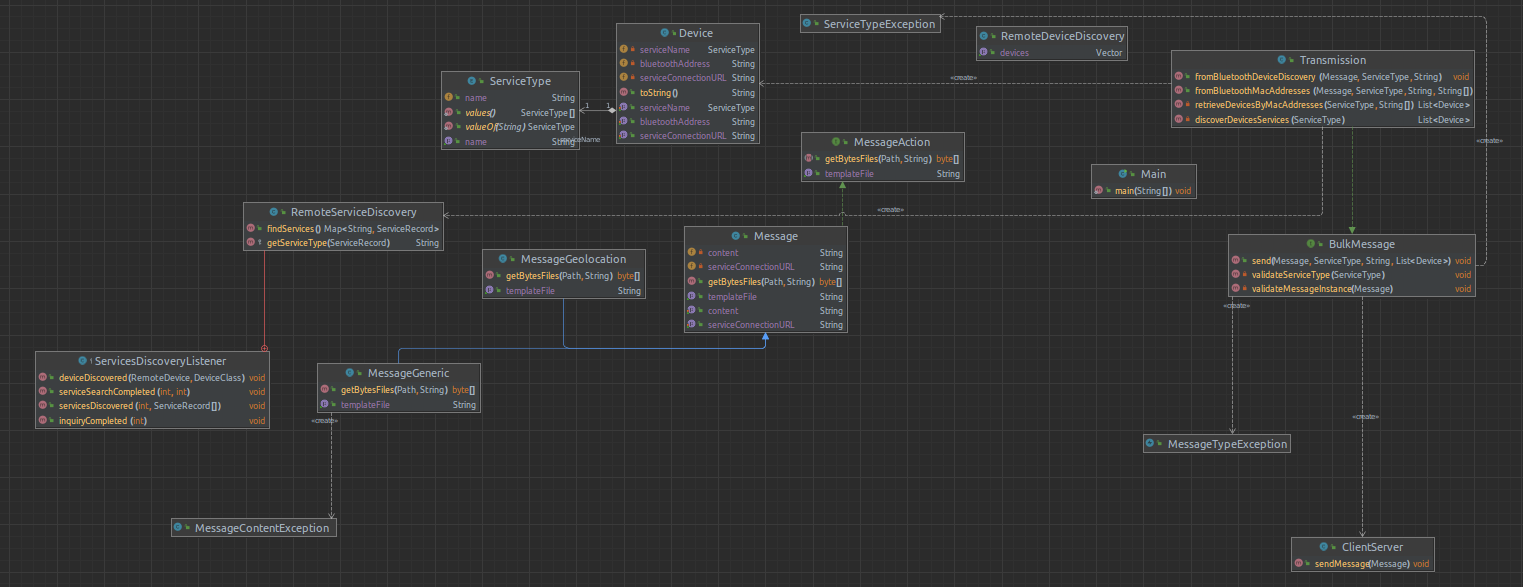 ServiceTypeException
RemoteDeviceDiscovery
devices Vector
Device
serviceName ServiceType
bluetoothAddress String
serviceConnectionURL String
toString() String
serviceName ServiceType
bluetoothAddress String
serviceConnectionURL String
Transmission
fromBluetoothDeviceDiscovery (Message, ServiceType, String) void
fromBluetoothMacAddresses (Message, ServiceType, String, String[])
retrieveDevicesByMacAddresses(ServiceType, String[]) List<Device>
discoverDevicesServices (ServiceType) List<Device>
«create»
ServiceType
name String
values() ServiceType[]
valueOf(String) ServiceType
name String
1 1
serviceName
«create»
MessageAction
getBytesFiles(Path, String) byte[]
templateFile String
Main
main(String[]) void
RemoteServiceDiscovery
findServices() Map<String, ServiceRecord>
getServiceType(ServiceRecord) String
«create»
Message
content String
serviceConnectionURL String
getBytesFiles(Path, String) byte[]
templateFile String
content String
serviceConnectionURL String
BulkMessage
send(Message, ServiceType, String, List<Device>) void
validateServiceType(ServiceType) void
validateMessageInstance(Message) void
MessageGeolocation
getBytesFiles(Path, String) byte[]
templateFile String
«create»
ServicesDiscoveryListener
deviceDiscovered(RemoteDevice, DeviceClass) void
serviceSearchCompleted (int, int) void
servicesDiscovered (int, ServiceRecord[]) void
inquiryCompleted (int) void
MessageGeneric
getBytesFiles(Path, String) byte[]
templateFile String
«create»
«create»
MessageTypeException
MessageContentException
ClientServer
sendMessage(Message) void